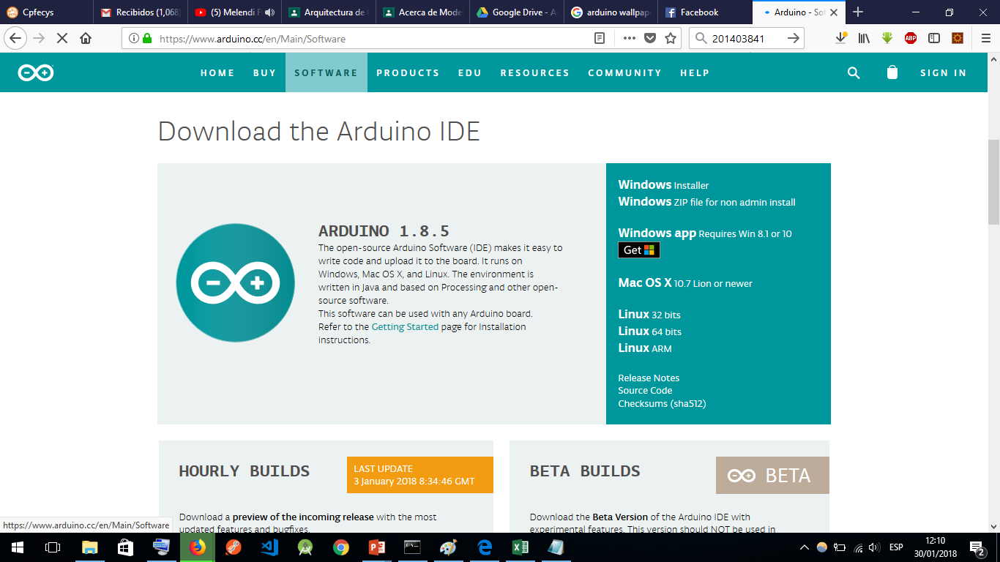 Cpfecys
Recibidos (1,068)
(5) Melendi F
Arquitectura de
Acerca de Mode
Google Drive - A
arduino wallpap
Facebook
Arduino - Sof
https://www.arduino.cc/en/Main/Software
201403841
ABP
HOME BUY SOFTWARE PRODUCTS EDU RESOURCES COMMUNITY HELP SIGN IN
Download the Arduino IDE
ARDUINO 1.8.5
The open-source Arduino Software (IDE) makes it easy to
write code and upload it to the board. It runs on
Windows, Mac OS X, and Linux. The environment is
written in Java and based on Processing and other open-
source software.
This software can be used with any Arduino board.
Refer to the Getting Started page for Installation
instructions.
Windows Installer
Windows ZIP file for non admin install
Windows app Requires Win 8.1 or 10
Get
Mac OS X 10.7 Lion or newer
Linux 32 bits
Linux 64 bits
Linux ARM
Release Notes
Source Code
Checksums (sha512)
HOURLY BUILDS
LAST UPDATE
3 January 2018 8:34:46 GMT
Download a preview of the incoming release with the most
updated features and bugfixes.
BETA BUILDS
BETA
Download the Beta Version of the Arduino IDE with
experimental features. This version should NOT be used in
https://www.arduino.cc/en/Main/Software
ESP
12:10
30/01/2018
2